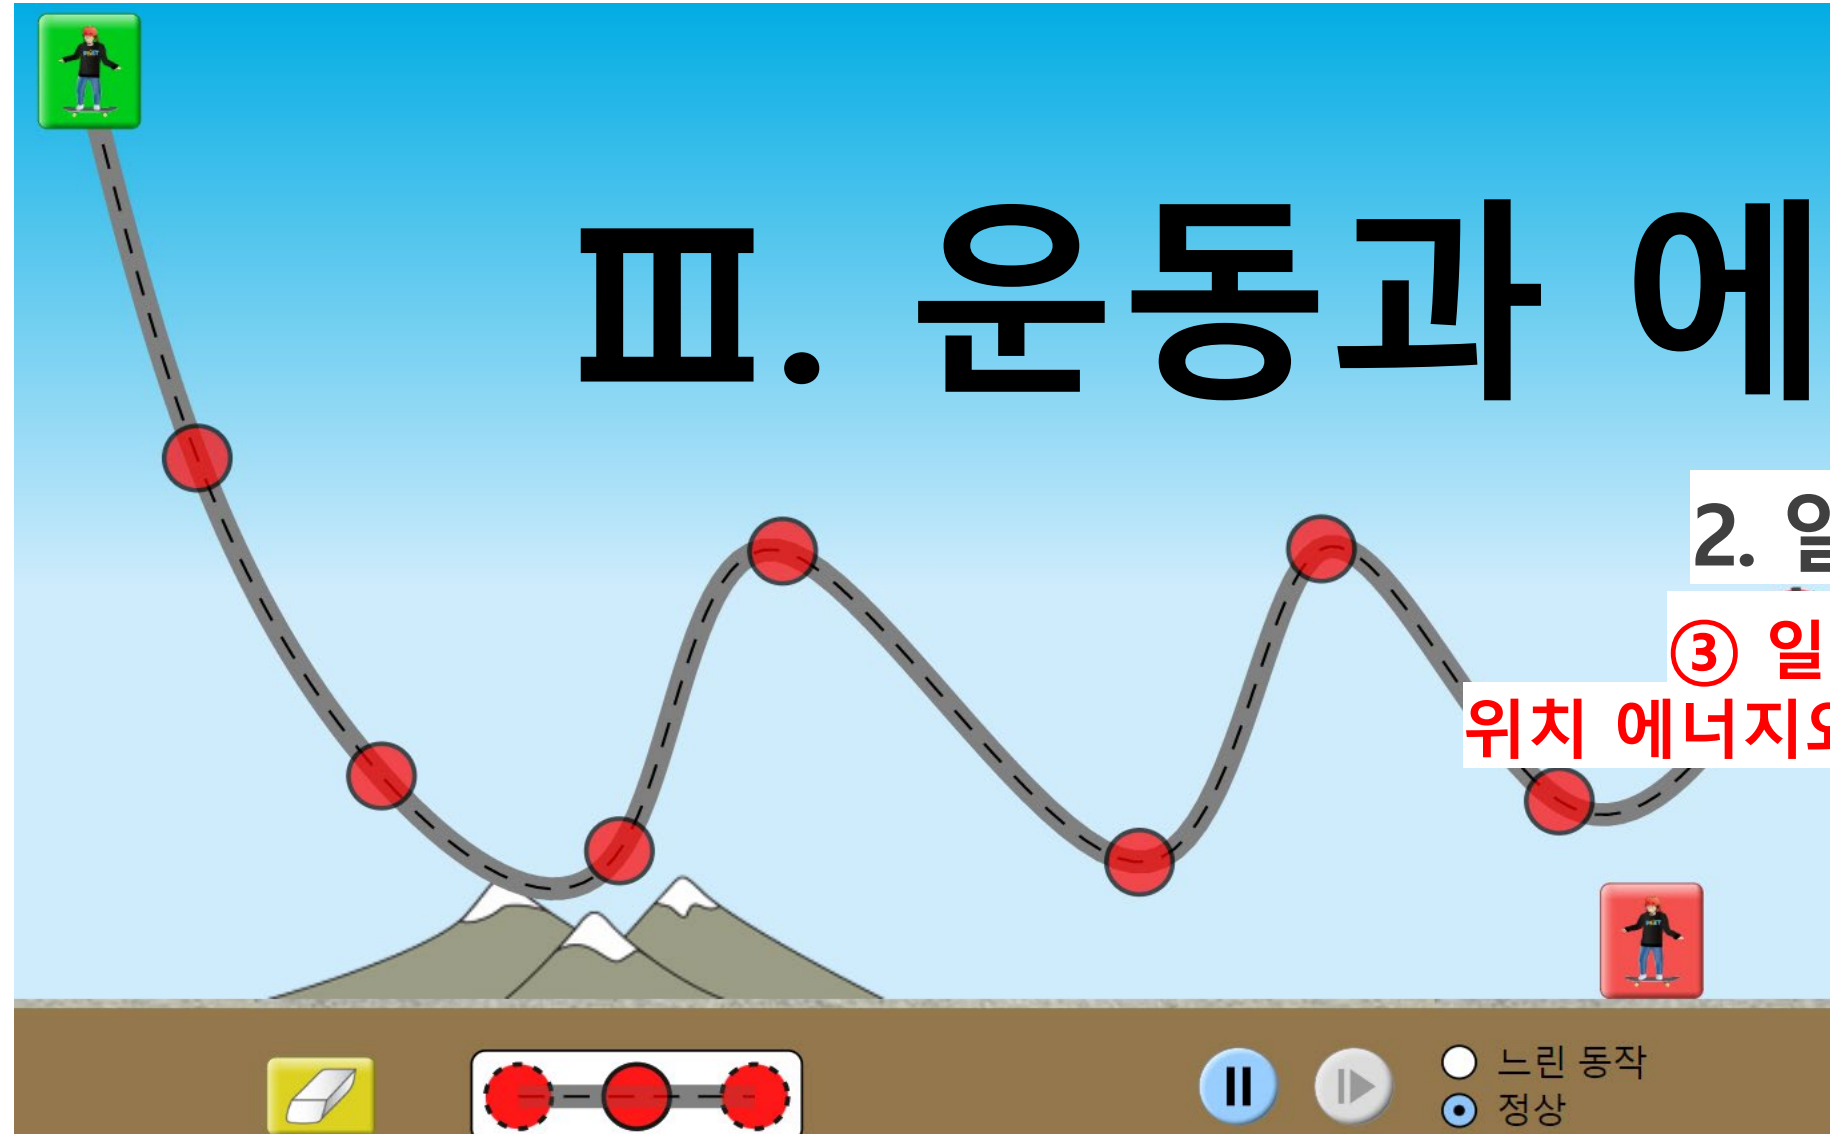 Ⅲ. 운동과 에
2. 일
③ 일
위치 에너지와
느린 동작
정상